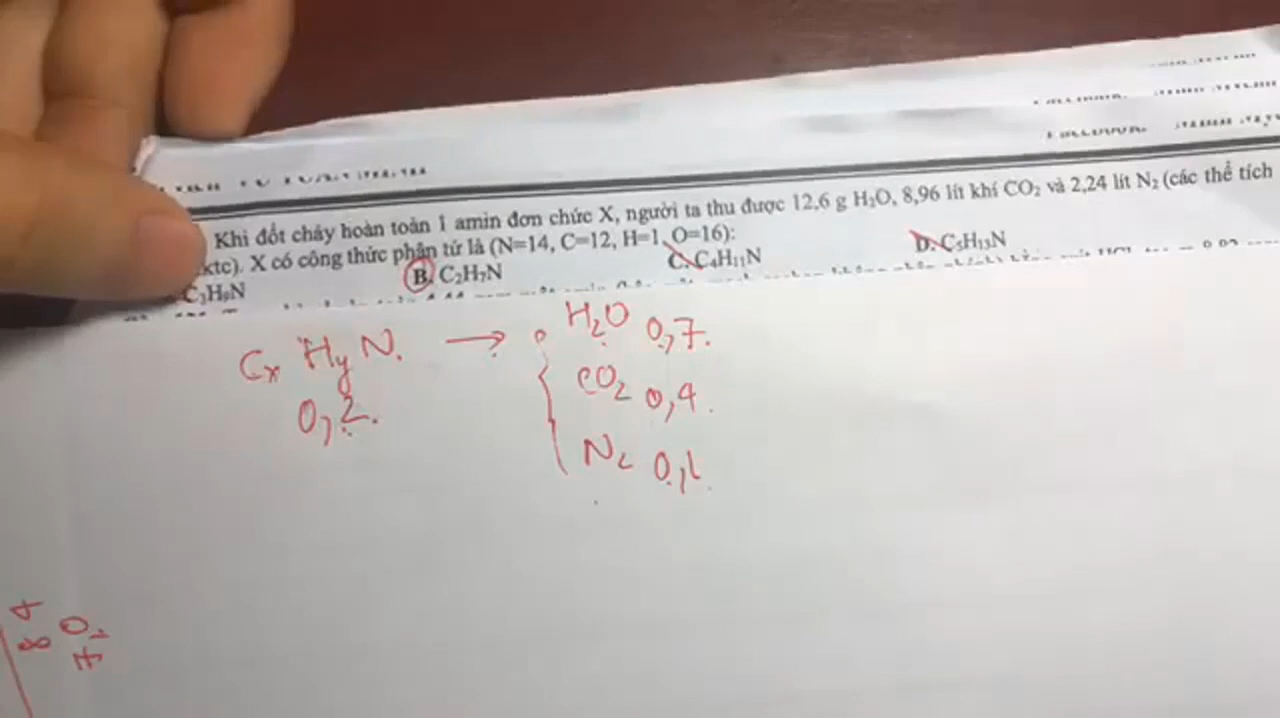 Khi đốt cháy hoàn toàn 1 amin đơn chức X, người ta thu được 12,6 g H₂O, 8,96 lít khí CO₂ và 2,24 lít N₂ (các thể tích
ktc). X có công thức phân tử là (N=14, C=12, H=1, O=16):
C₃H₉N B. C₂H₇N C. C₄H₁₁N D. C₅H₁₃N
CₓHᵧN. → H₂O 0,7.
0,2. CO₂ 0,4.
N₂ 0,1